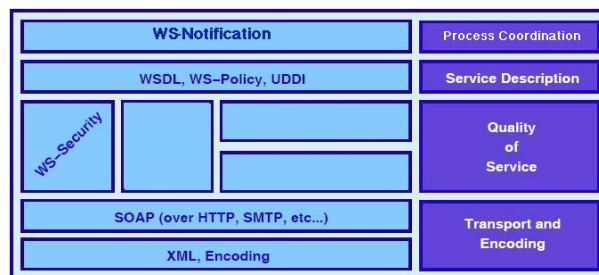 WS-Notification
Process Coordination
WSDL, WS-Policy, UDDI
Service Description
WS-Security
Quality
of
Service
SOAP (over HTTP, SMTP, etc...)
XML, Encoding
Transport and
Encoding